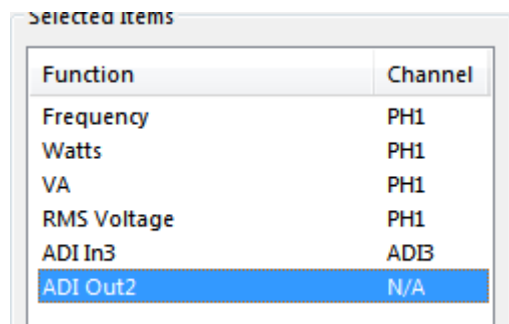 Selected Items
Function Channel
Frequency PH1
Watts PH1
VA PH1
RMS Voltage PH1
ADI In3 ADI3
ADI Out2 N/A